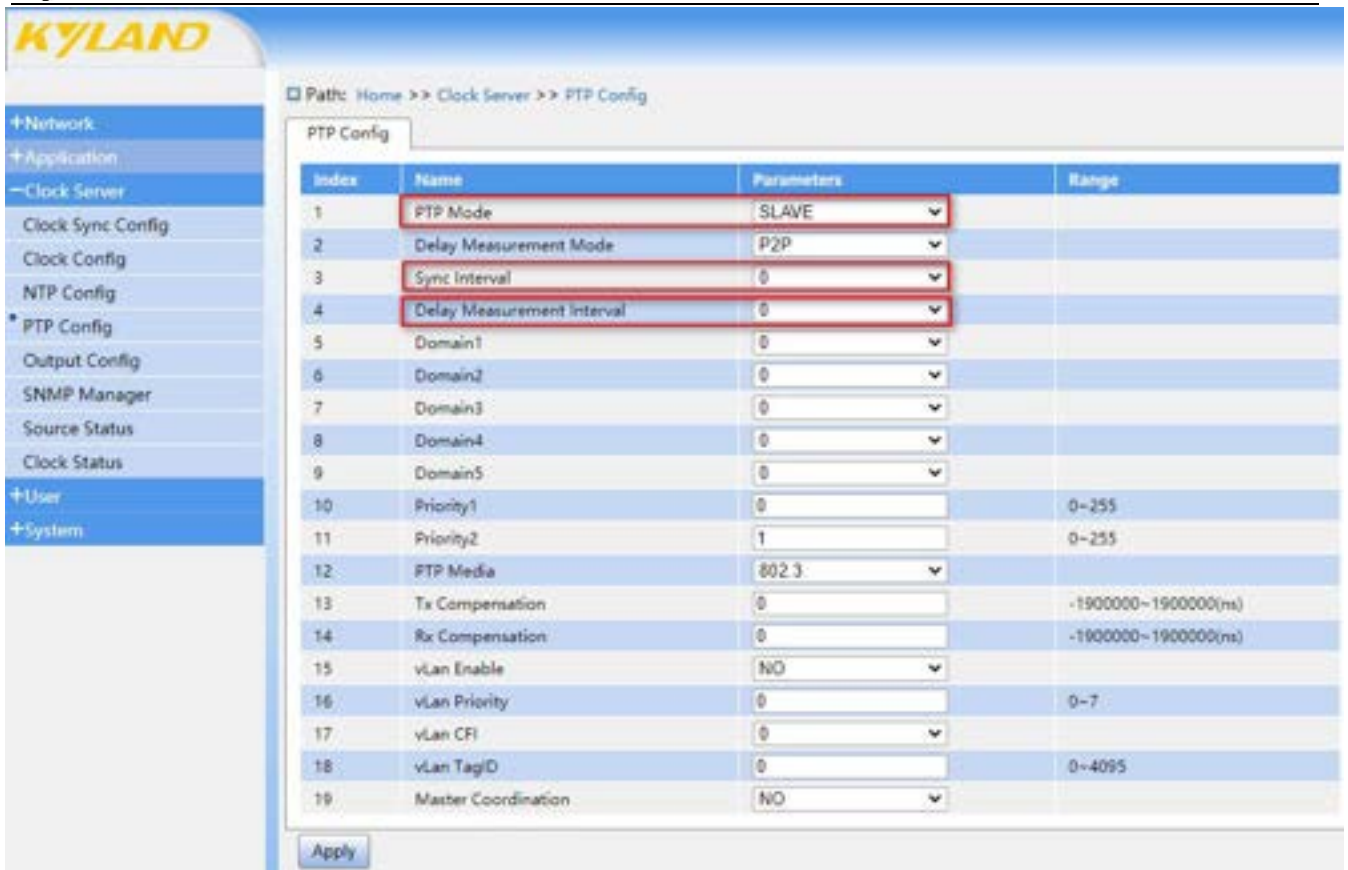 KYLAND
Path: Home >> Clock Server >> PTP Config
+Network
+Application
−Clock Server
Clock Sync Config
Clock Config
NTP Config
PTP Config
Output Config
SNMP Manager
Source Status
Clock Status
+User
+System
PTP Config
Index Name Parameters Range
1 PTP Mode SLAVE
2 Delay Measurement Mode P2P
3 Sync Interval 0
4 Delay Measurement Interval 0
5 Domain1 0
6 Domain2 0
7 Domain3 0
8 Domain4 0
9 Domain5 0
10 Priority1 0 0~255
11 Priority2 1 0~255
12 PTP Media 802.3
13 Tx Compensation 0 -1900000~1900000(ns)
14 Rx Compensation 0 -1900000~1900000(ns)
15 vLan Enable NO
16 vLan Priority 0 0~7
17 vLan CFI 0
18 vLan TagID 0 0~4095
19 Master Coordination NO
Apply